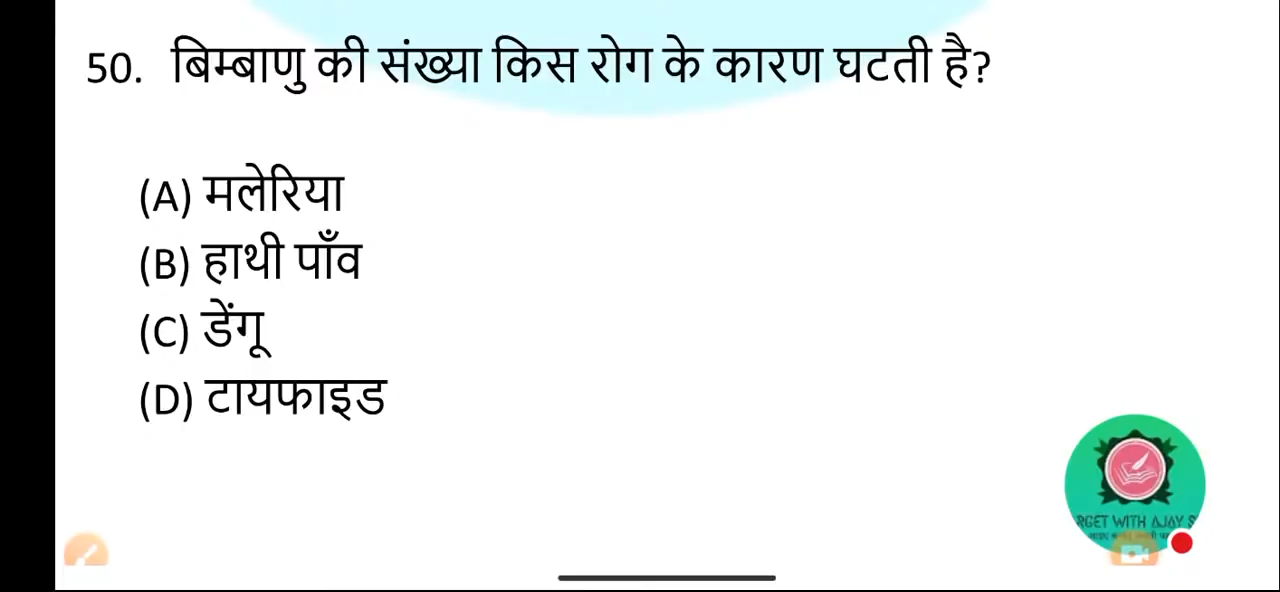 50. बिम्बाणु की संख्या किस रोग के कारण घटती है?
(A) मलेरिया
(B) हाथी पाँव
(C) डेंगू
(D) टायफाइड
RGET WITH AJAY S